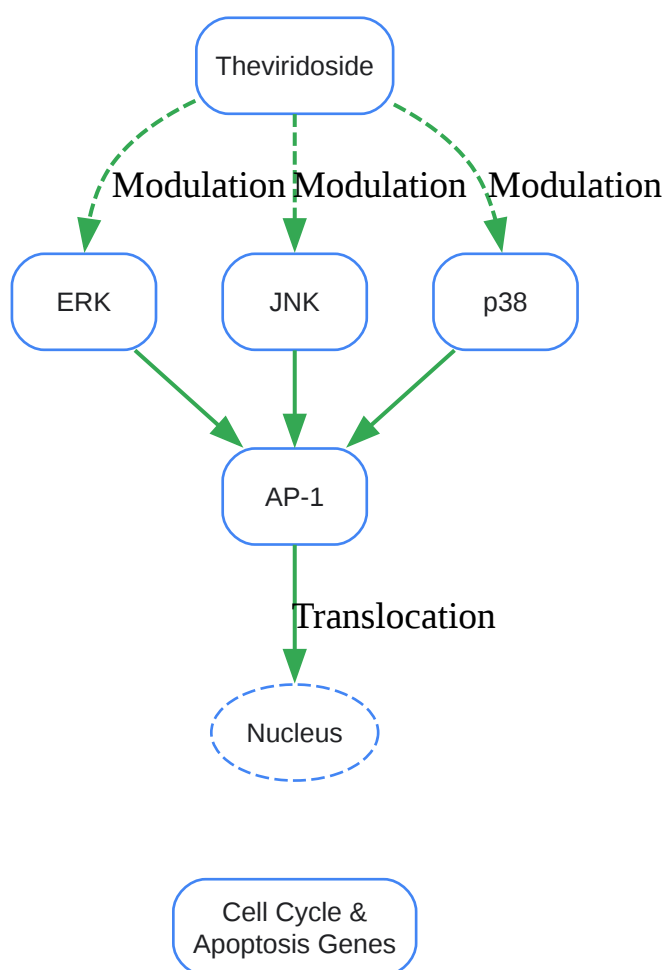 Theviridoside
Modulation Modulation Modulation
ERK JNK p38
AP-1
Translocation
Nucleus
Cell Cycle &
Apoptosis Genes